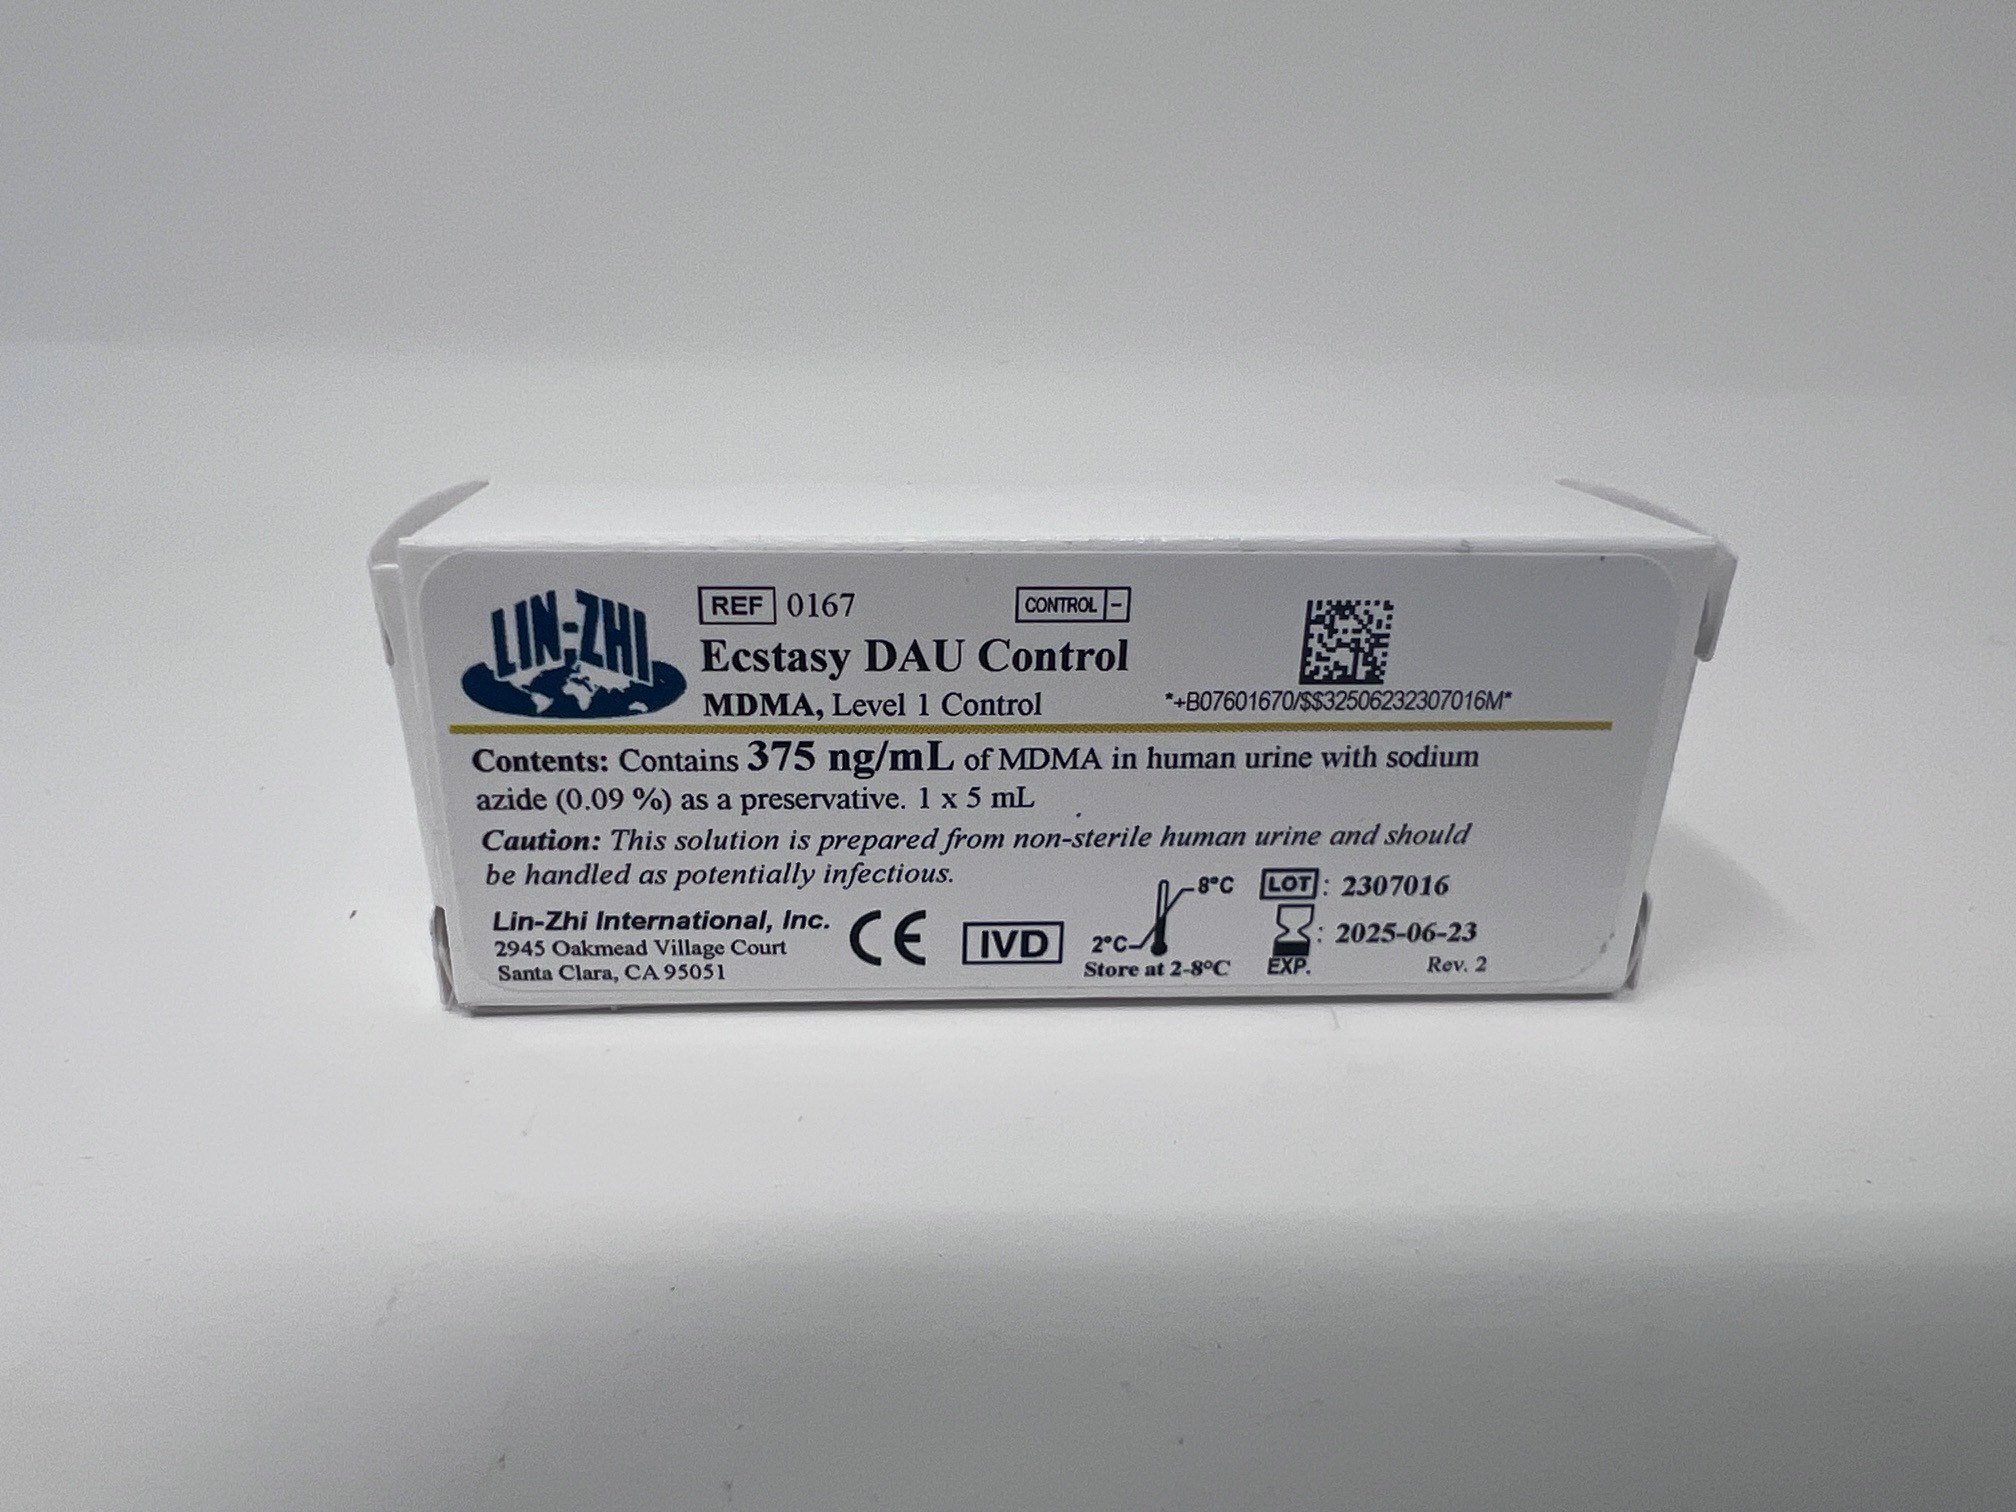 LIN-ZHI
REF 0167
CONTROL -
Ecstasy DAU Control
MDMA, Level 1 Control
*+B07601670/$$32506232307016M*
Contents: Contains 375 ng/mL of MDMA in human urine with sodium
azide (0.09 %) as a preservative. 1 x 5 mL
Caution: This solution is prepared from non-sterile human urine and should
be handled as potentially infectious.
Lin-Zhi International, Inc.
2945 Oakmead Village Court
Santa Clara, CA 95051
CE
IVD
8°C
2°C
Store at 2-8°C
LOT : 2307016
: 2025-06-23
EXP.
Rev. 2